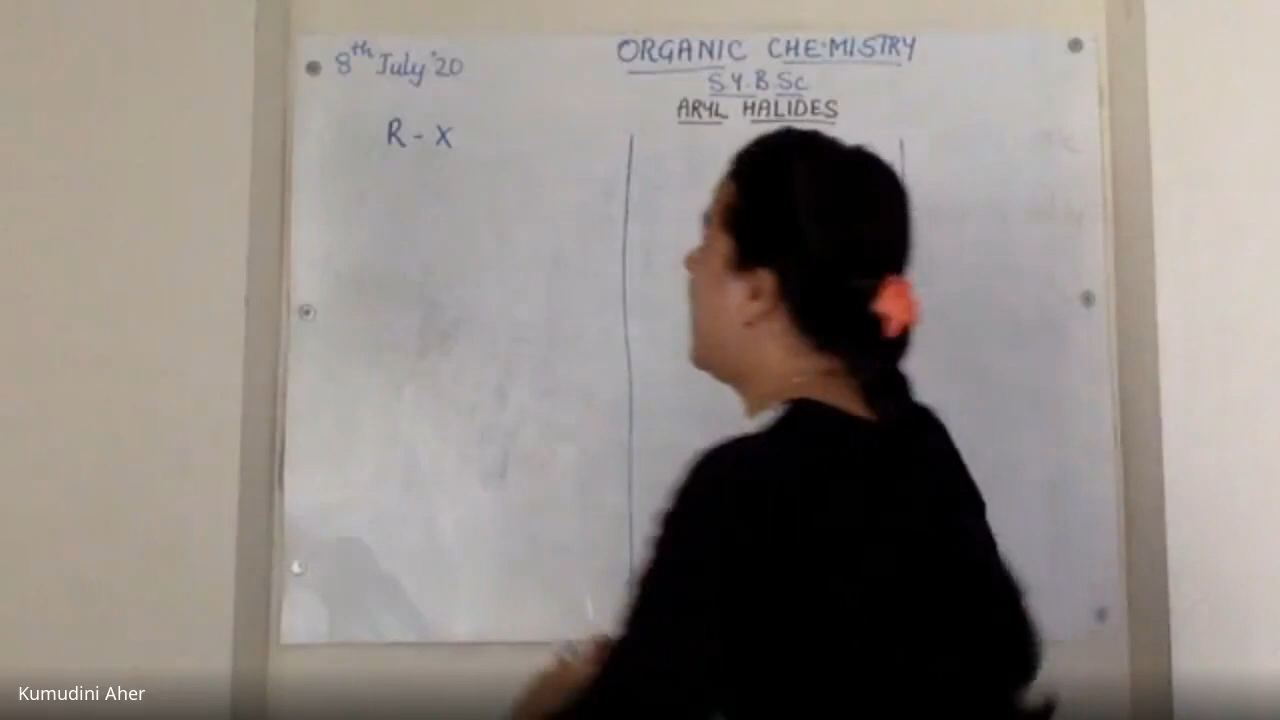 8th July '20
ORGANIC CHEMISTRY
S.Y.B.Sc
ARYL HALIDES
R - X
Kumudini Aher